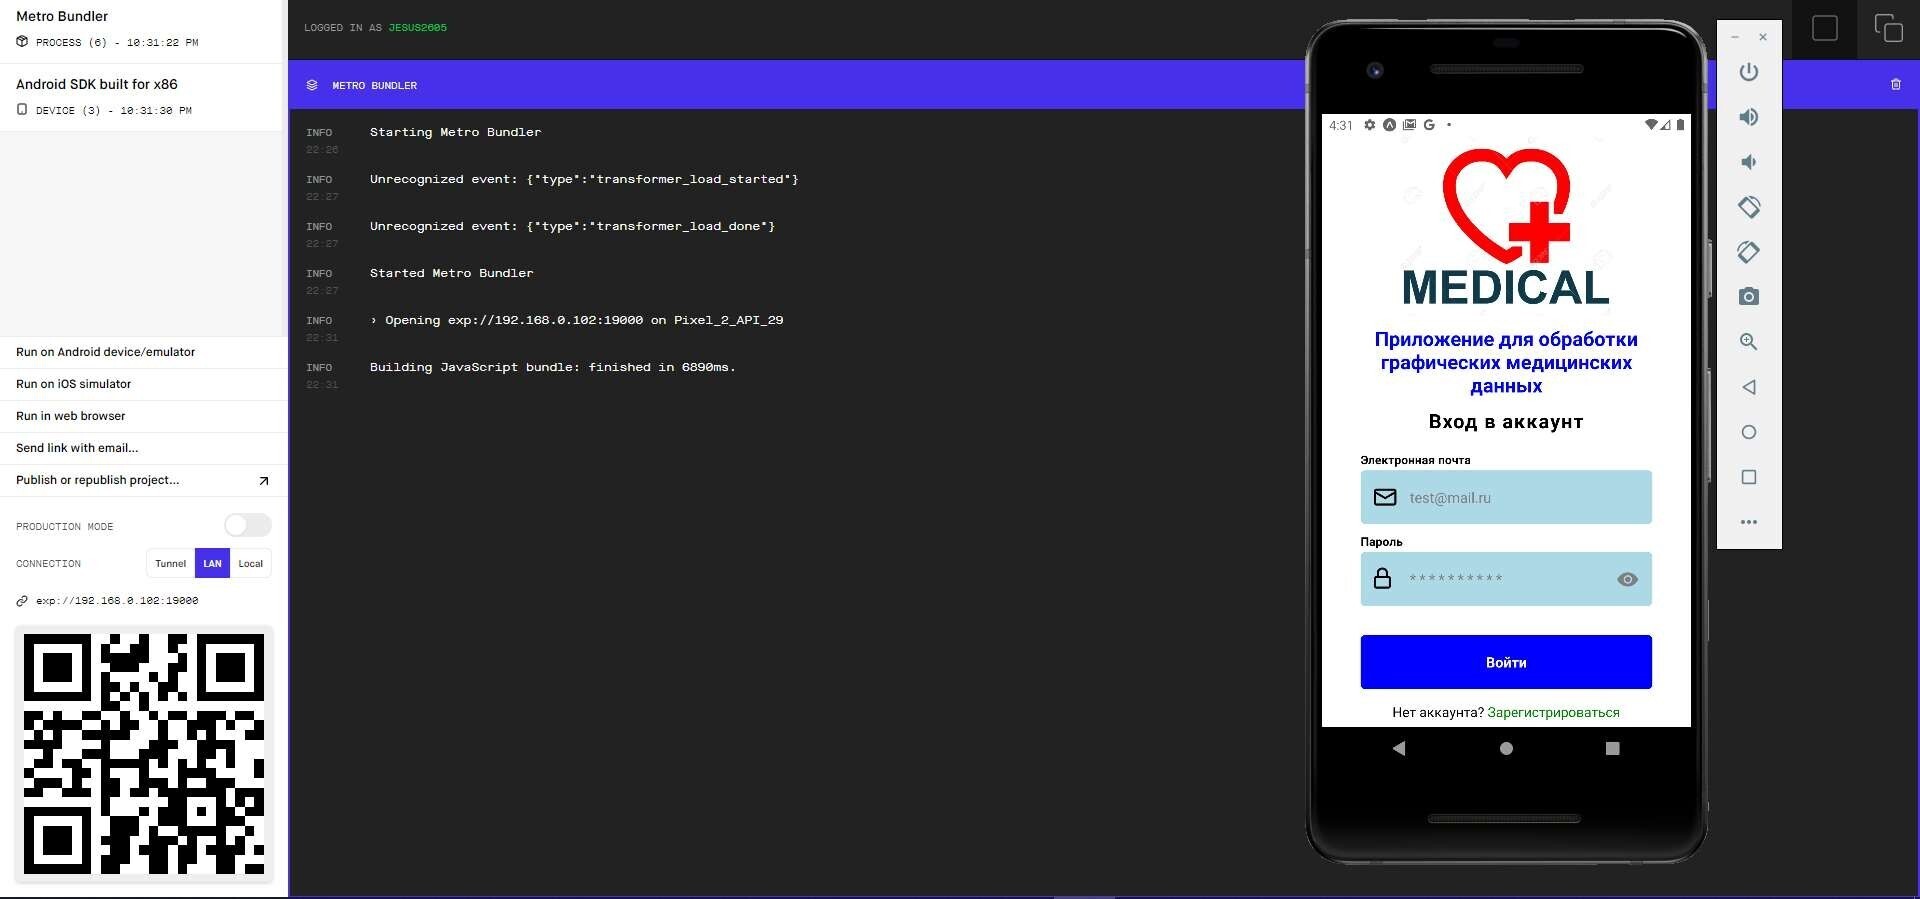 Metro Bundler
PROCESS (6) - 10:31:22 PM
Android SDK built for x86
DEVICE (3) - 10:31:30 PM
Run on Android device/emulator
Run on iOS simulator
Run in web browser
Send link with email...
Publish or republish project...
PRODUCTION MODE
CONNECTION
Tunnel LAN Local
exp://192.168.0.102:19000
LOGGED IN AS JESUS2605
METRO BUNDLER
INFO Starting Metro Bundler
22:26
INFO Unrecognized event: {"type":"transformer_load_started"}
22:27
INFO Unrecognized event: {"type":"transformer_load_done"}
22:27
INFO Started Metro Bundler
22:27
INFO › Opening exp://192.168.0.102:19000 on Pixel_2_API_29
22:31
INFO Building JavaScript bundle: finished in 6890ms.
22:31
4:31
MEDICAL
Приложение для обработки
графических медицинских
данных
Вход в аккаунт
Электронная почта
test@mail.ru
Пароль
**********
Войти
Нет аккаунта? Зарегистрироваться